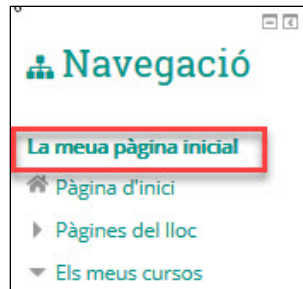 Navegació
La meua pàgina inicial
Pàgina d'inici
Pàgines del lloc
Els meus cursos